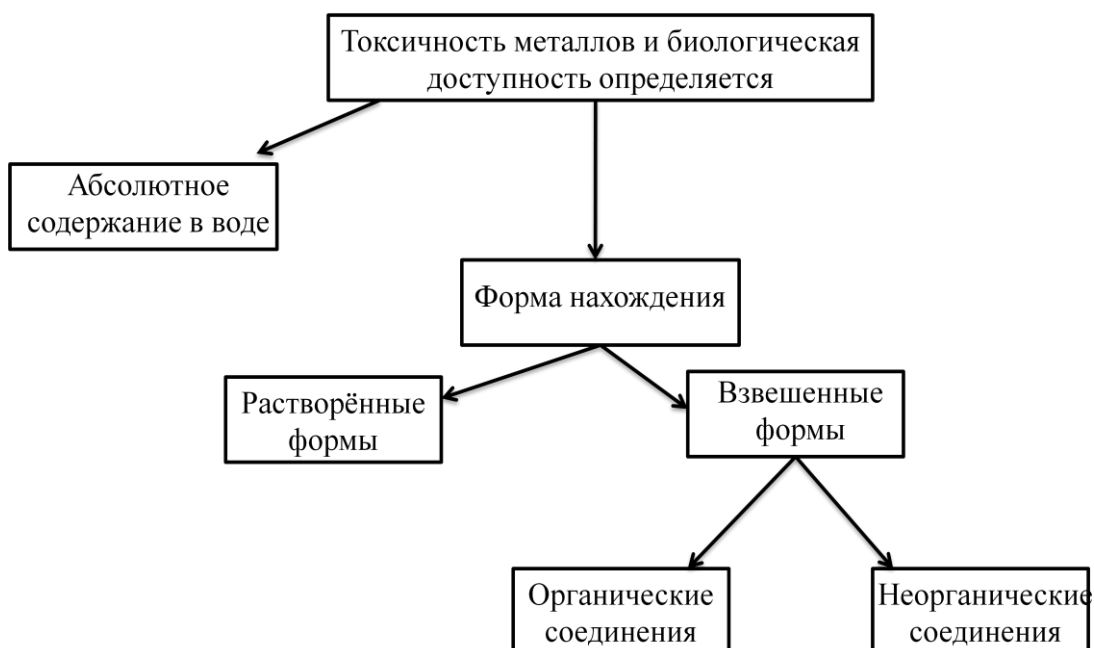 Токсичность металлов и биологическая
доступность определяется
Абсолютное
содержание в воде
Форма нахождения
Растворённые
формы
Взвешенные
формы
Органические
соединения
Неорганические
соединения